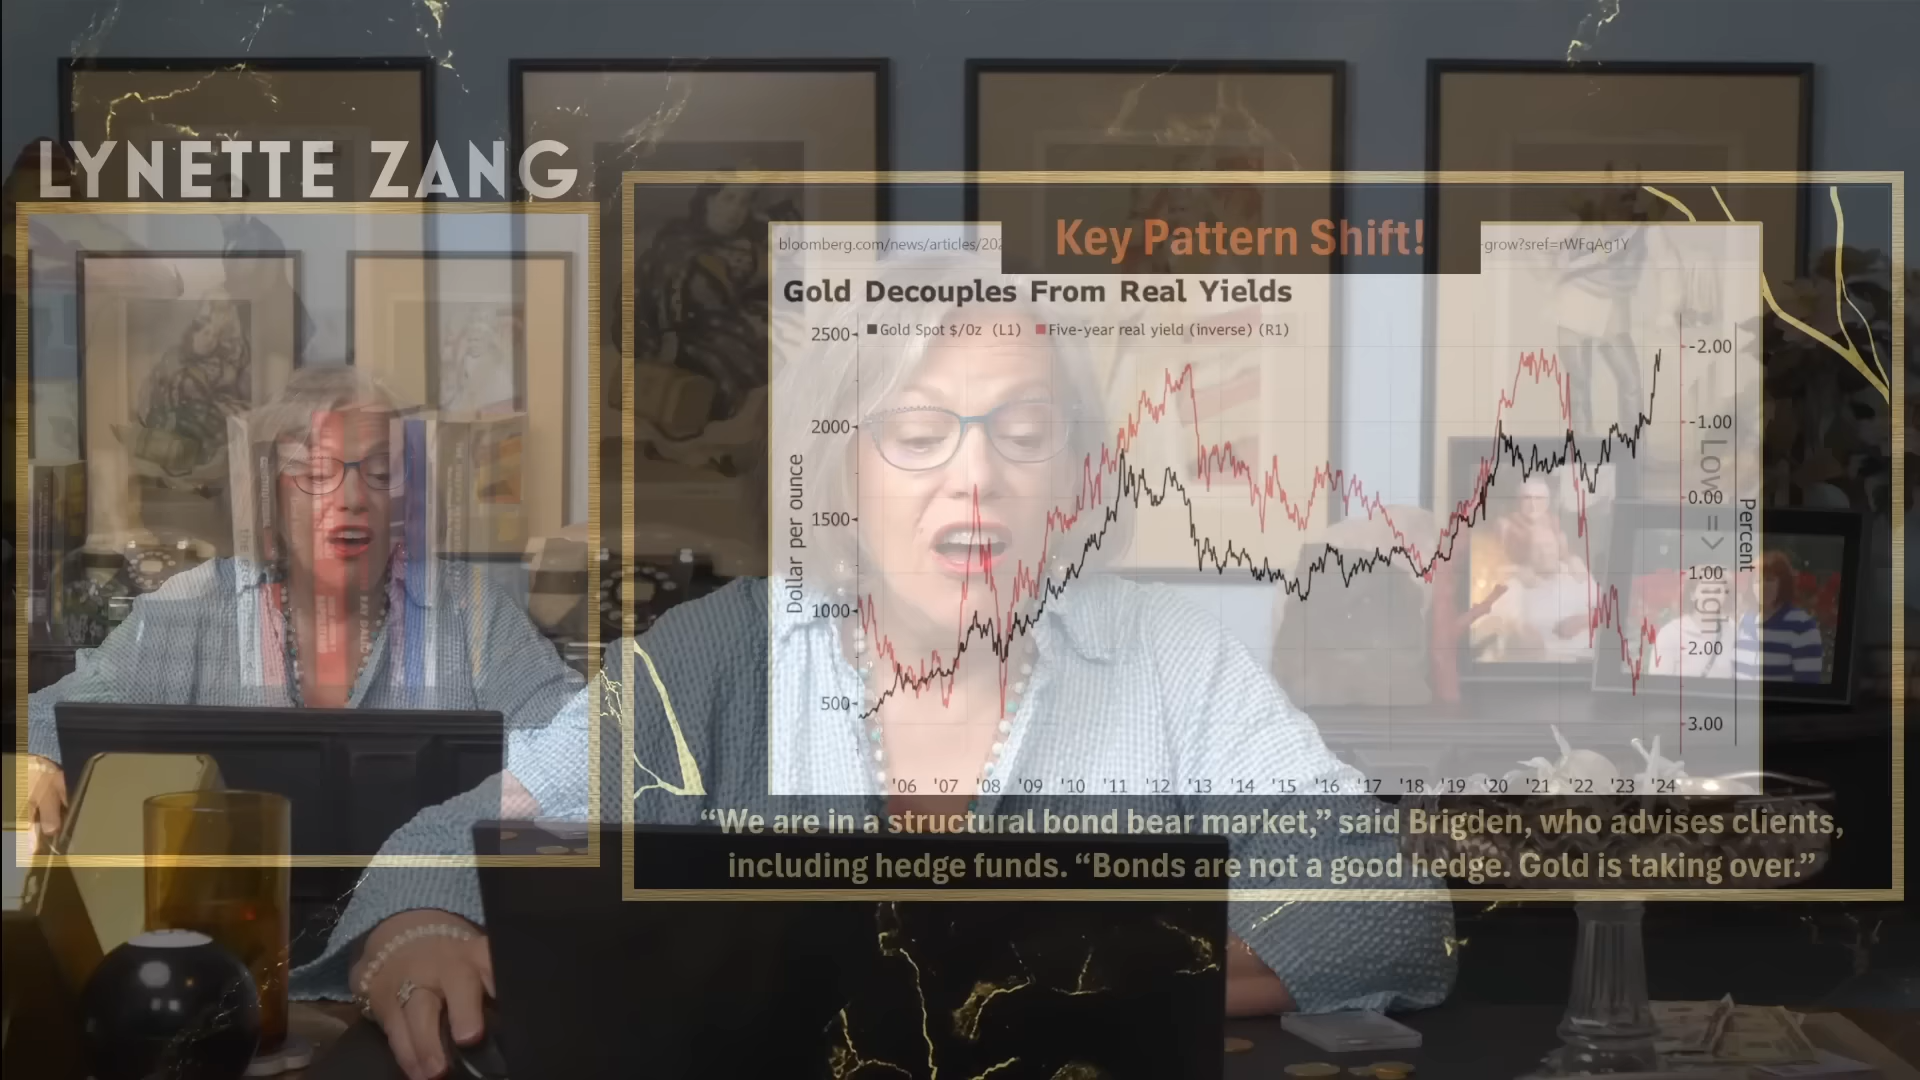 LYNETTE ZANG
Key Pattern Shift!
bloomberg.com/news/articles/202
-grow?sref=rWFqAg1Y
Gold Decouples From Real Yields
Gold Spot $/Oz (L1) Five-year real yield (inverse) (R1)
2500
2000
1500
1000
500
Dollar per ounce
-2.00
-1.00
0.00
1.00
2.00
3.00
Percent
Low => High
'06 '07 '08 '09 '10 '11 '12 '13 '14 '15 '16 '17 '18 '19 '20 '21 '22 '23 '24
“We are in a structural bond bear market,” said Brigden, who advises clients,
including hedge funds. “Bonds are not a good hedge. Gold is taking over.”